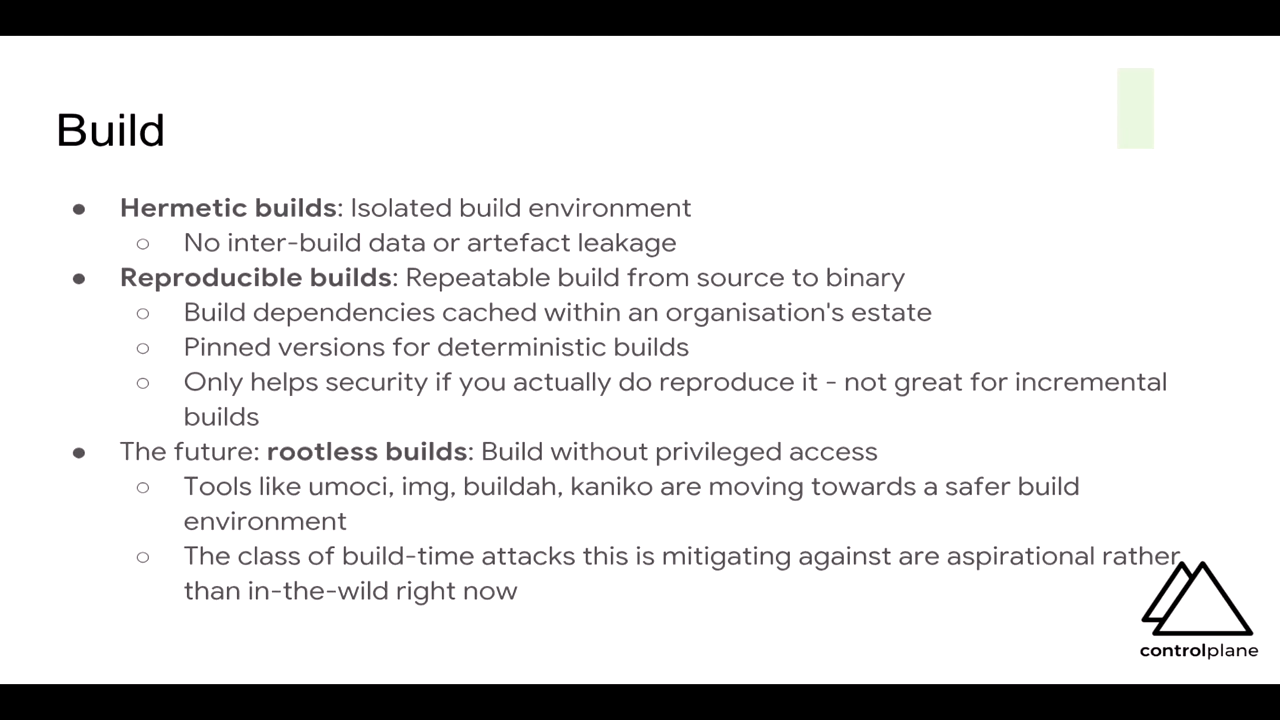 Build
● Hermetic builds: Isolated build environment
○ No inter-build data or artefact leakage
● Reproducible builds: Repeatable build from source to binary
○ Build dependencies cached within an organisation's estate
○ Pinned versions for deterministic builds
○ Only helps security if you actually do reproduce it - not great for incremental
builds
● The future: rootless builds: Build without privileged access
○ Tools like umoci, img, buildah, kaniko are moving towards a safer build
environment
○ The class of build-time attacks this is mitigating against are aspirational rather
than in-the-wild right now
controlplane